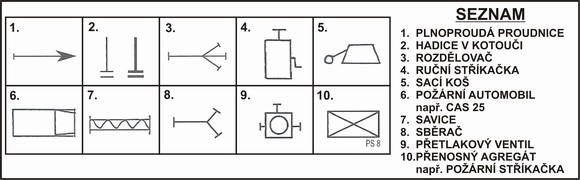 SEZNAM
1. 2. 3. 4. 5.
6. 7. 8. 9. 10.
PS 8
1. PLNOPROUDÁ PROUDNICE
2. HADICE V KOTOUČI
3. ROZDĚLOVAČ
4. RUČNÍ STŘÍKAČKA
5. SACÍ KOŠ
6. POŽÁRNÍ AUTOMOBIL
např. CAS 25
7. SAVICE
8. SBĚRAČ
9. PŘETLAKOVÝ VENTIL
10.PŘENOSNÝ AGREGÁT
např. POŽÁRNÍ STŘÍKAČKA